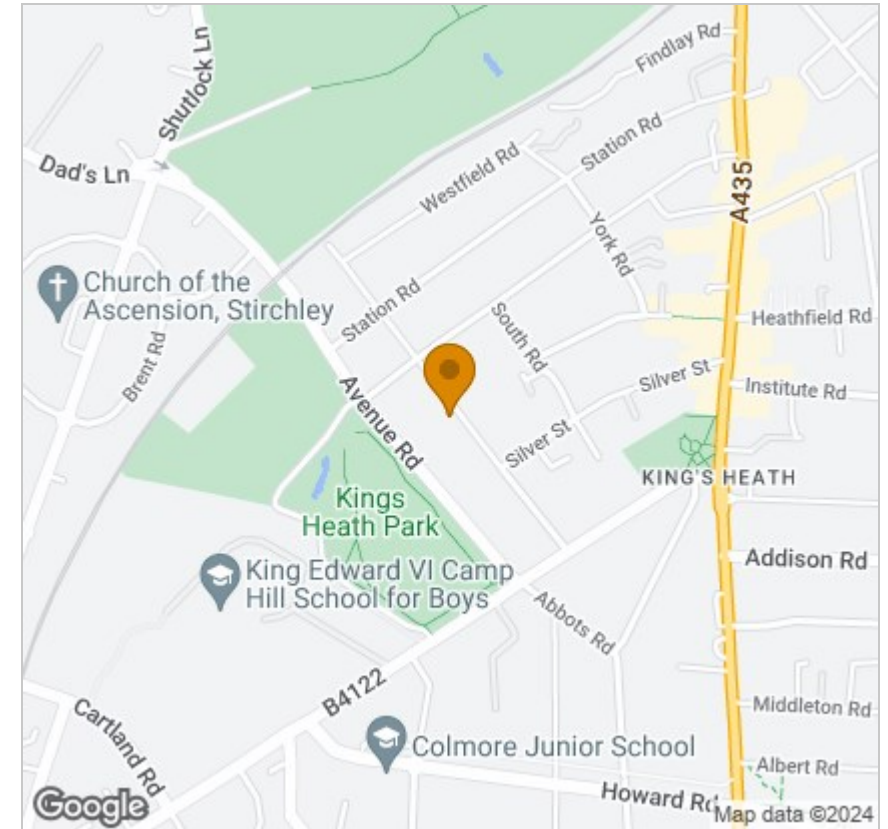 Shutlock Ln
Findlay Rd
Station Rd
Dad's Ln
Westfield Rd
A435
York Rd
Church of the
Ascension, Stirchley
Station Rd
South Rd
Heathfield Rd
Brent Rd
Silver St
Institute Rd
Avenue Rd
Silver St
KING'S HEATH
Kings
Heath Park
Addison Rd
King Edward VI Camp
Hill School for Boys
Abbots Rd
B4122
Cartland Rd
Middleton Rd
Colmore Junior School
Albert Rd
Howard Rd
Google
Map data ©2024